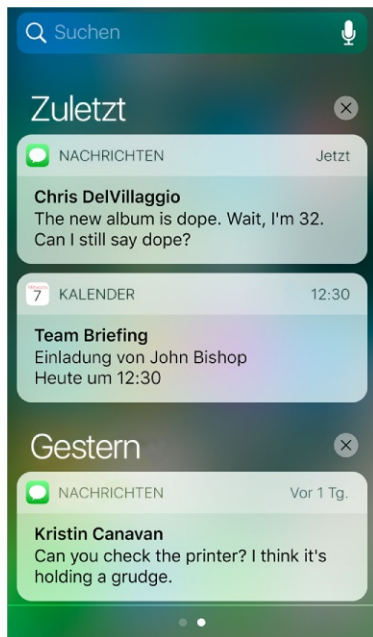 Suchen
Zuletzt
NACHRICHTEN Jetzt
Chris DelVillaggio
The new album is dope. Wait, I'm 32.
Can I still say dope?
Mittwoch
7 KALENDER 12:30
Team Briefing
Einladung von John Bishop
Heute um 12:30
Gestern
NACHRICHTEN Vor 1 Tg.
Kristin Canavan
Can you check the printer? I think it's
holding a grudge.